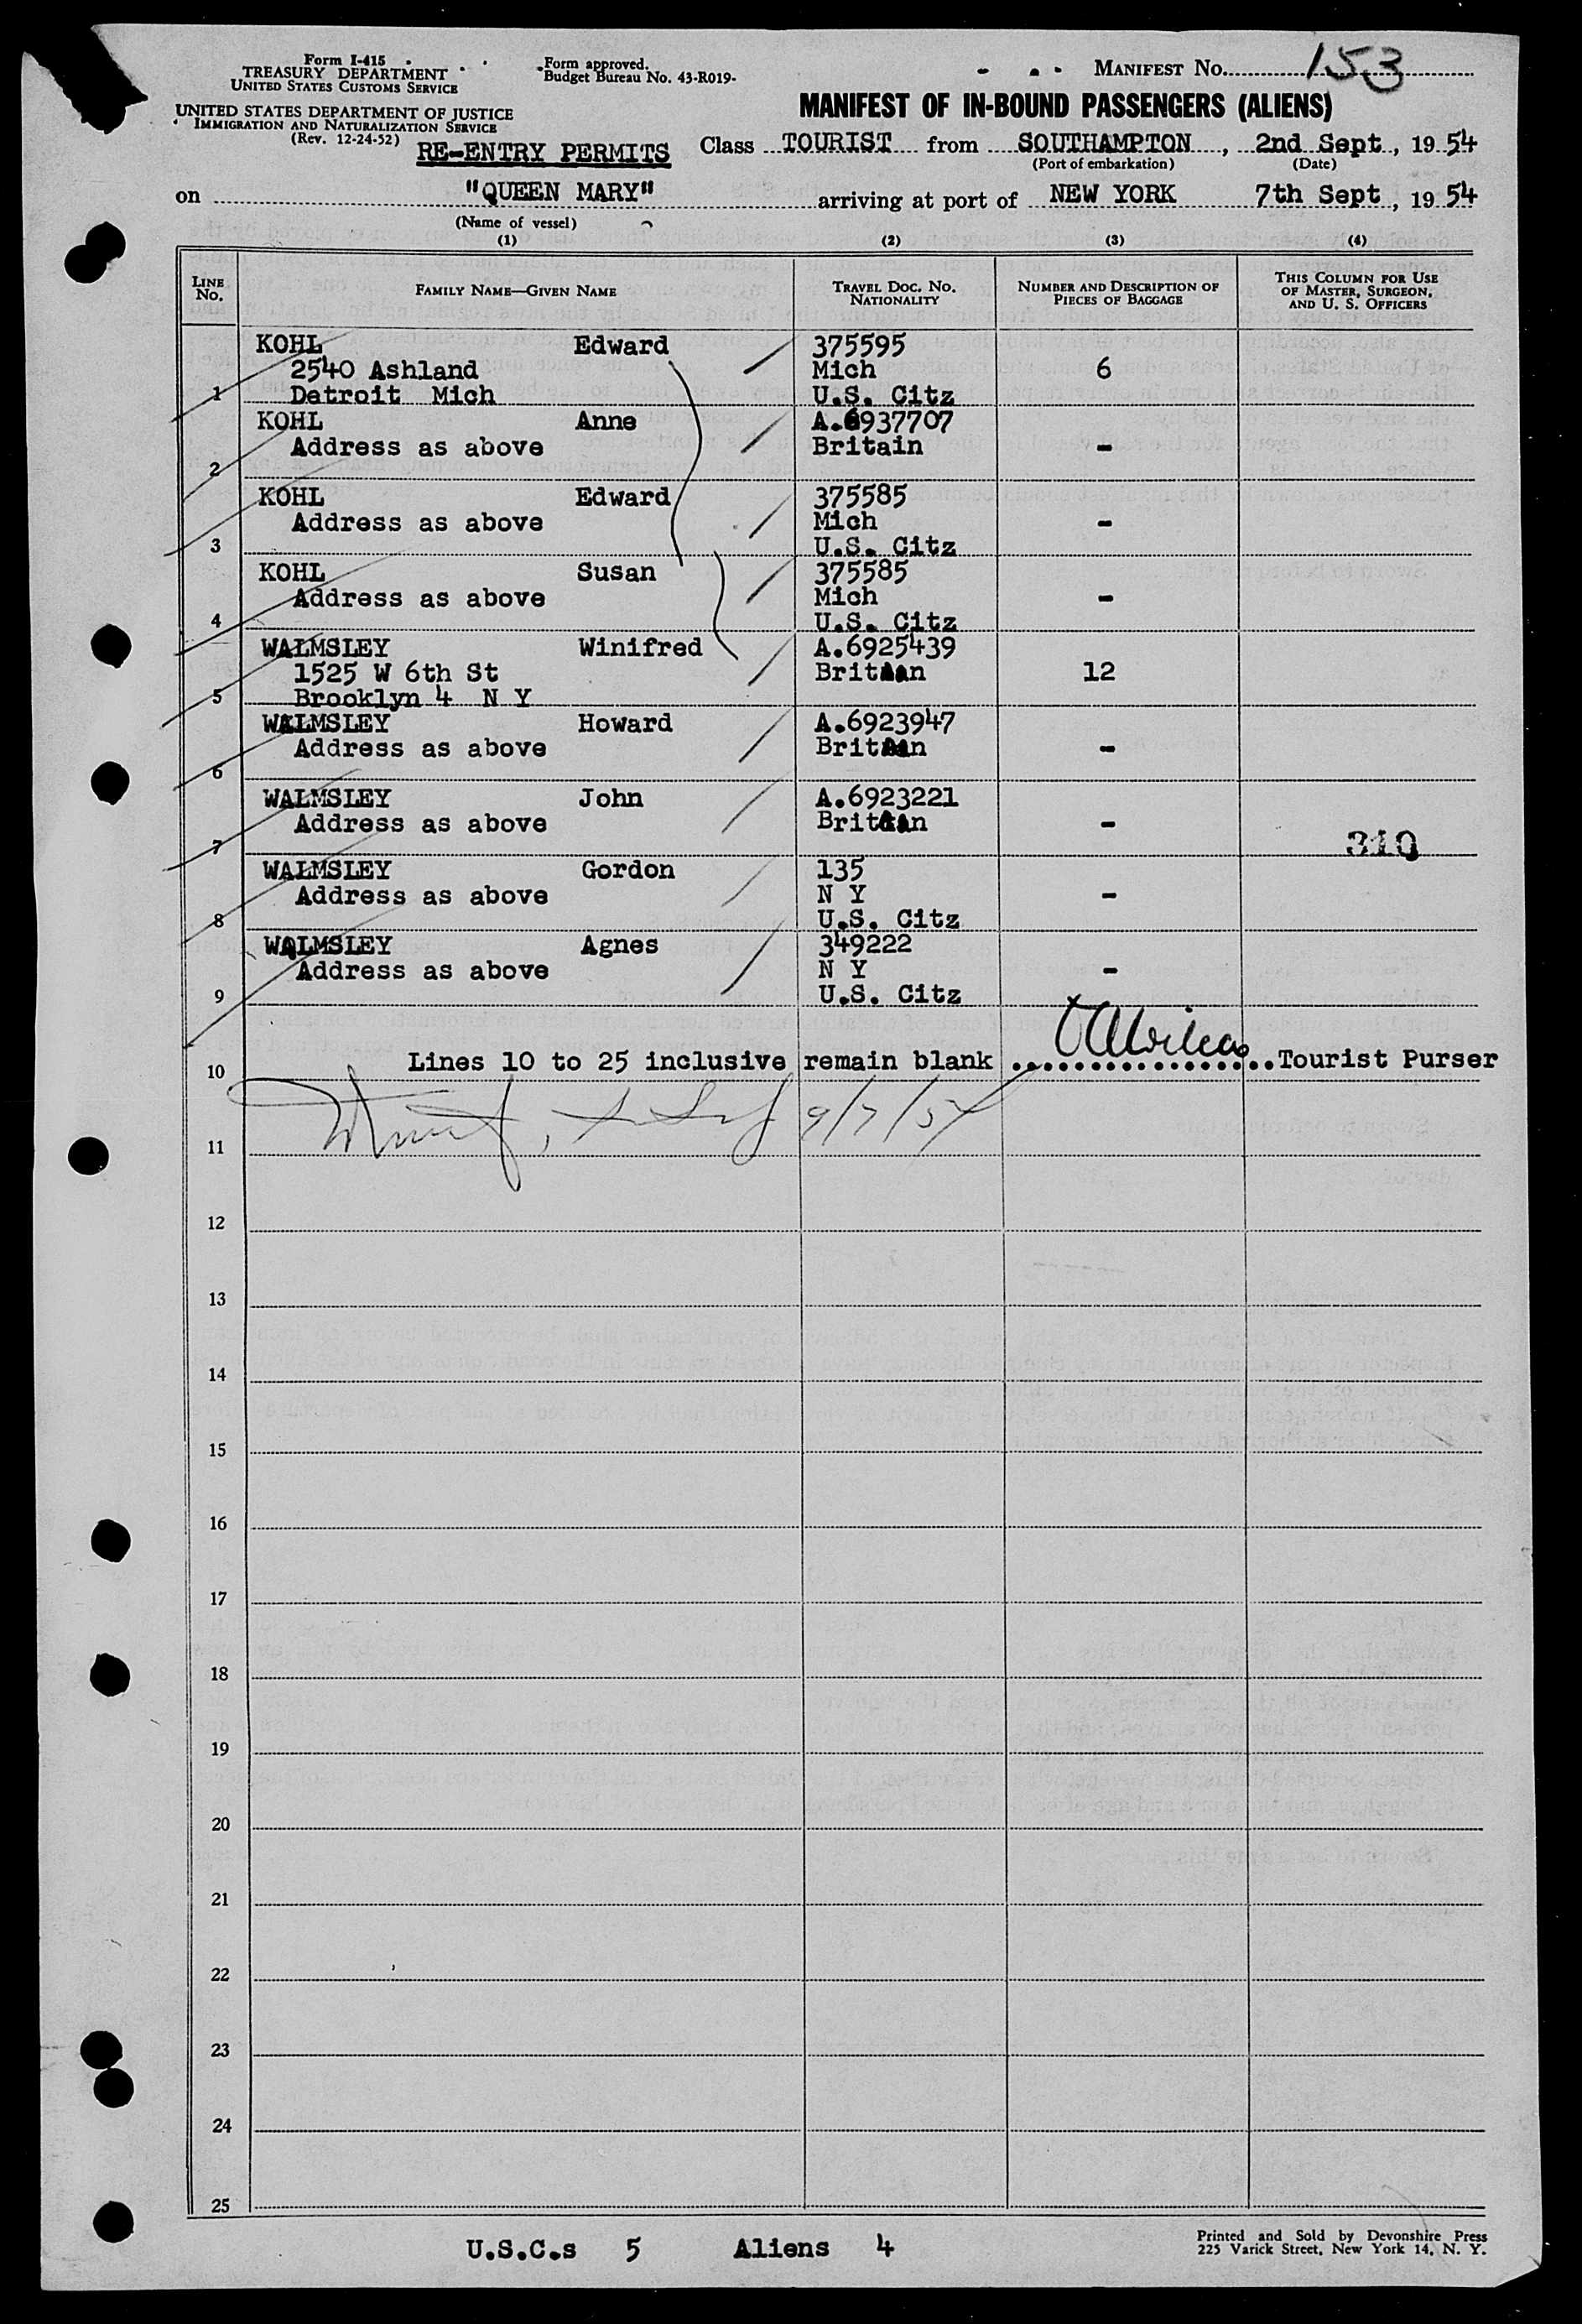 Form I-415
TREASURY DEPARTMENT
UNITED STATES CUSTOMS SERVICE
Form approved.
Budget Bureau No. 43-R019-
MANIFEST NO. 153
UNITED STATES DEPARTMENT OF JUSTICE
IMMIGRATION AND NATURALIZATION SERVICE
(Rev. 12-24-52)
RE-ENTRY PERMITS
MANIFEST OF IN-BOUND PASSENGERS (ALIENS)
Class TOURIST from SOUTHAMPTON, 2nd Sept, 1954
(Port of embarkation) (Date)
on "QUEEN MARY" arriving at port of NEW YORK 7th Sept, 1954
(Name of vessel)
(1) (2) (3) (4)
LINE NO. FAMILY NAME—GIVEN NAME TRAVEL DOC. NO. NATIONALITY NUMBER AND DESCRIPTION OF PIECES OF BAGGAGE THIS COLUMN FOR USE OF MASTER, SURGEON, AND U. S. OFFICERS
KOHL Edward 375595
2540 Ashland Mich 6
1 Detroit Mich U.S. Citz
KOHL Anne A.6937707
Address as above Britain -
2
KOHL Edward 375585
Address as above Mich -
3 U.S. Citz
KOHL Susan 375585
Address as above Mich -
4 U.S. Citz
WALMSLEY Winifred A.6925439
1525 W 6th St Britain 12
5 Brooklyn 4 N Y
WALMSLEY Howard A.6923947
Address as above Britain -
6
WALMSLEY John A.6923221
Address as above Britain -
7 310
WALMSLEY Gordon 135
Address as above N Y -
8 U.S. Citz
WALMSLEY Agnes 349222
Address as above N Y -
9 U.S. Citz
10 Lines 10 to 25 inclusive remain blank Tourist Purser
9/7/54
11
12
13
14
15
16
17
18
19
20
21
22
23
24
25
U.S.C.s 5 Aliens 4
Printed and Sold by Devonshire Press
225 Varick Street, New York 14, N. Y.